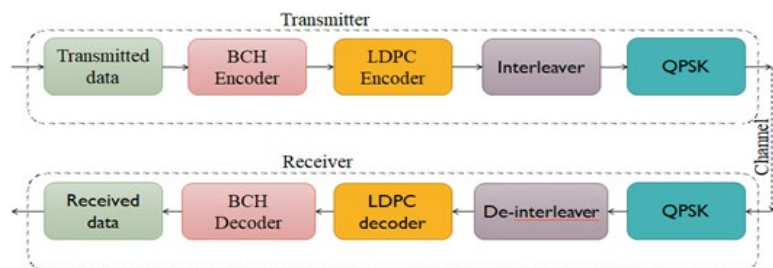 Transmitter
Transmitted
data
BCH
Encoder
LDPC
Encoder
Interleaver
QPSK
Channel
Receiver
Received
data
BCH
Decoder
LDPC
decoder
De-interleaver
QPSK